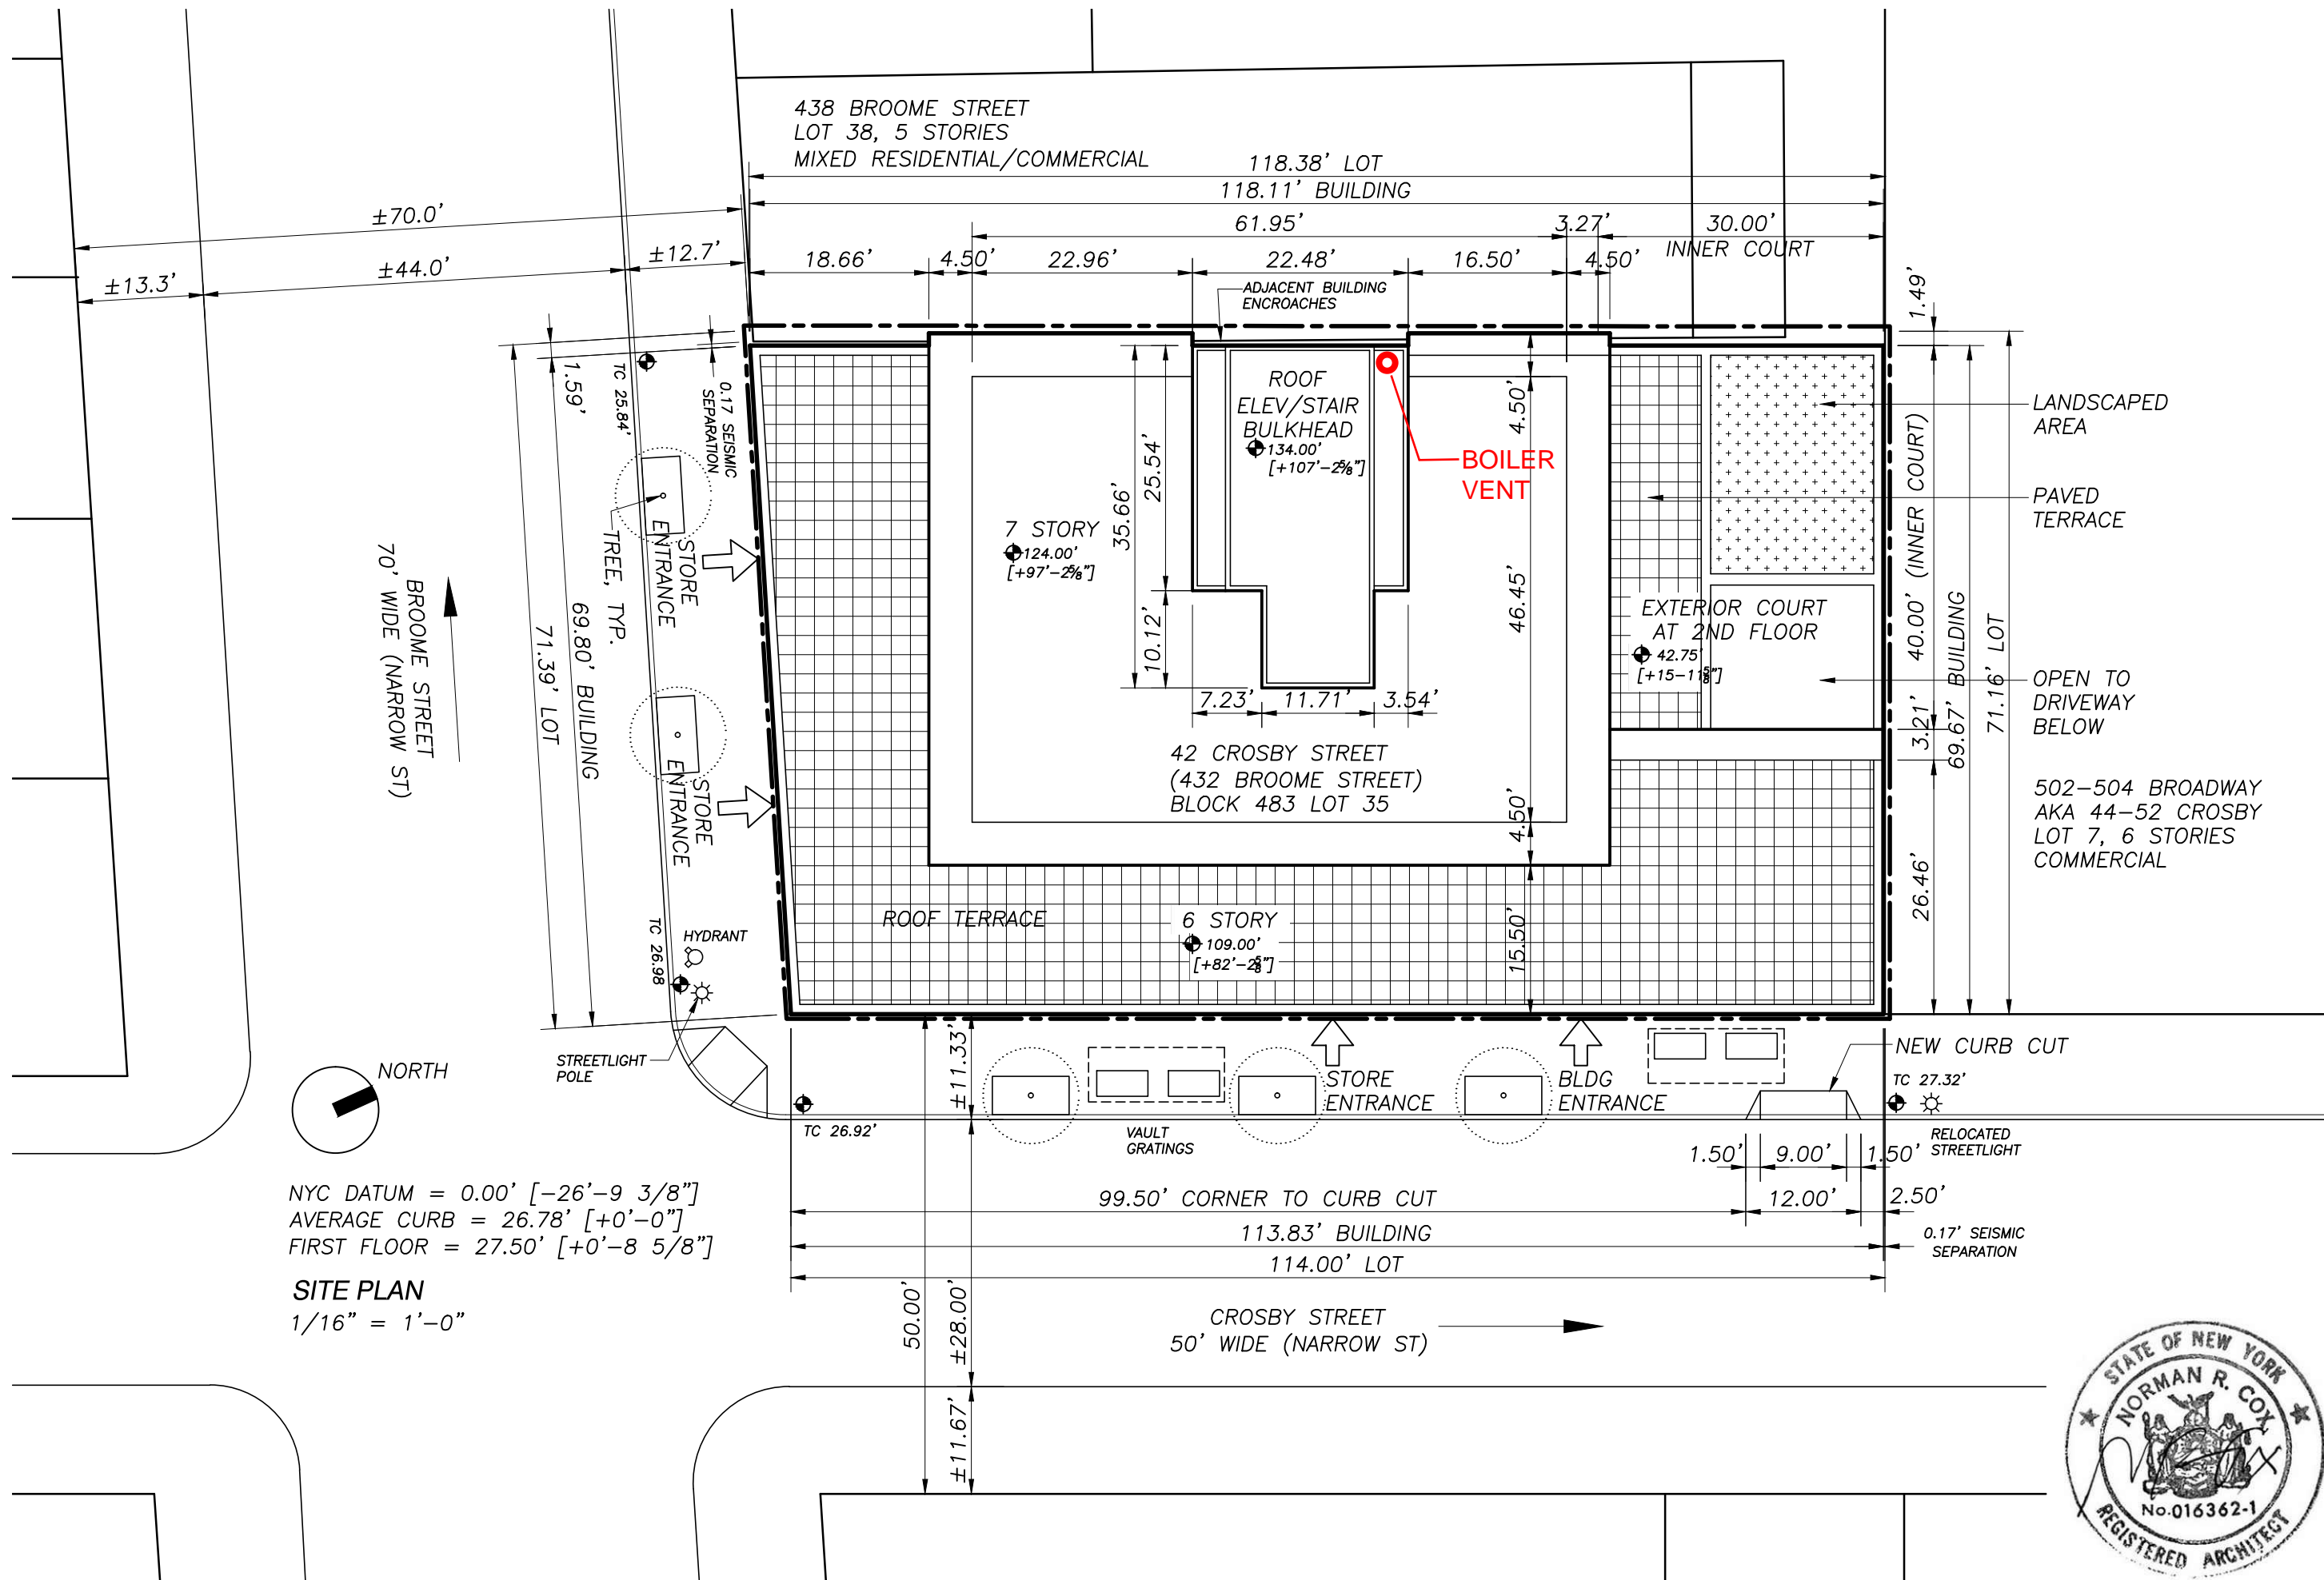 438 BROOME STREET
LOT 38, 5 STORIES
MIXED RESIDENTIAL/COMMERCIAL
118.38' LOT
118.11' BUILDING
61.95'
3.27'
30.00'
INNER COURT
±70.0'
±13.3'
±44.0'
±12.7'
18.66'
4.50'
22.96'
22.48'
16.50'
4.50'
ADJACENT BUILDING
ENCROACHES
1.49'
1.59'
TC 25.84'
0.17 SEISMIC
SEPARATION
ROOF
ELEV/STAIR
BULKHEAD
134.00'
[+107'-2⅝"]
BOILER
VENT
4.50'
25.54'
35.66'
10.12'
46.45'
7 STORY
124.00'
[+97'-2⅝"]
7.23'
11.71'
3.54'
42 CROSBY STREET
(432 BROOME STREET)
BLOCK 483 LOT 35
4.50'
15.50'
LANDSCAPED
AREA
PAVED
TERRACE
EXTERIOR COURT
AT 2ND FLOOR
42.75'
[+15-11⅝"]
OPEN TO
DRIVEWAY
BELOW
40.00' (INNER COURT)
3.21'
26.46'
69.67' BUILDING
71.16' LOT
502-504 BROADWAY
AKA 44-52 CROSBY
LOT 7, 6 STORIES
COMMERCIAL
BROOME STREET
70' WIDE (NARROW ST)
71.39' LOT
69.80' BUILDING
TREE, TYP.
STORE
ENTRANCE
STORE
ENTRANCE
TC 26.98
HYDRANT
STREETLIGHT
POLE
ROOF TERRACE
6 STORY
109.00'
[+82'-2⅝"]
NORTH
±11.33'
TC 26.92'
VAULT
GRATINGS
STORE
ENTRANCE
BLDG
ENTRANCE
NEW CURB CUT
TC 27.32'
RELOCATED
STREETLIGHT
1.50'
9.00'
1.50'
99.50' CORNER TO CURB CUT
12.00'
2.50'
113.83' BUILDING
0.17' SEISMIC
SEPARATION
114.00' LOT
NYC DATUM = 0.00' [-26'-9 3/8"]
AVERAGE CURB = 26.78' [+0'-0"]
FIRST FLOOR = 27.50' [+0'-8 5/8"]
SITE PLAN
1/16" = 1'-0"
50.00'
±28.00'
±11.67'
CROSBY STREET
50' WIDE (NARROW ST)
STATE OF NEW YORK
NORMAN R. COX
No. 016362-1
REGISTERED ARCHITECT